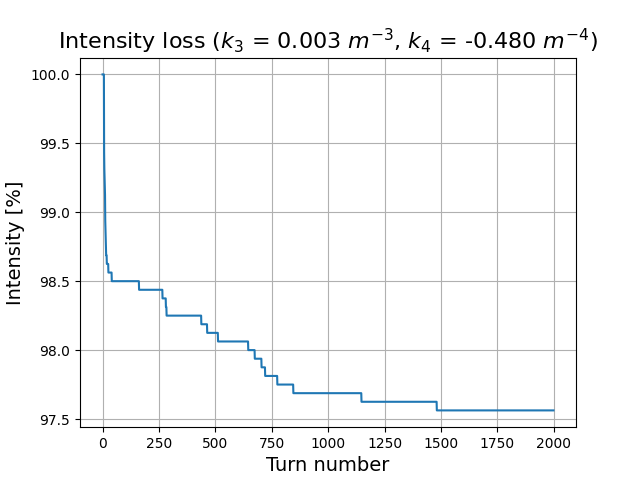 Intensity loss (k₃ = 0.003 m⁻³, k₄ = -0.480 m⁻⁴)
100.0
99.5
99.0
98.5
98.0
97.5
Intensity [%]
0 250 500 750 1000 1250 1500 1750 2000
Turn number